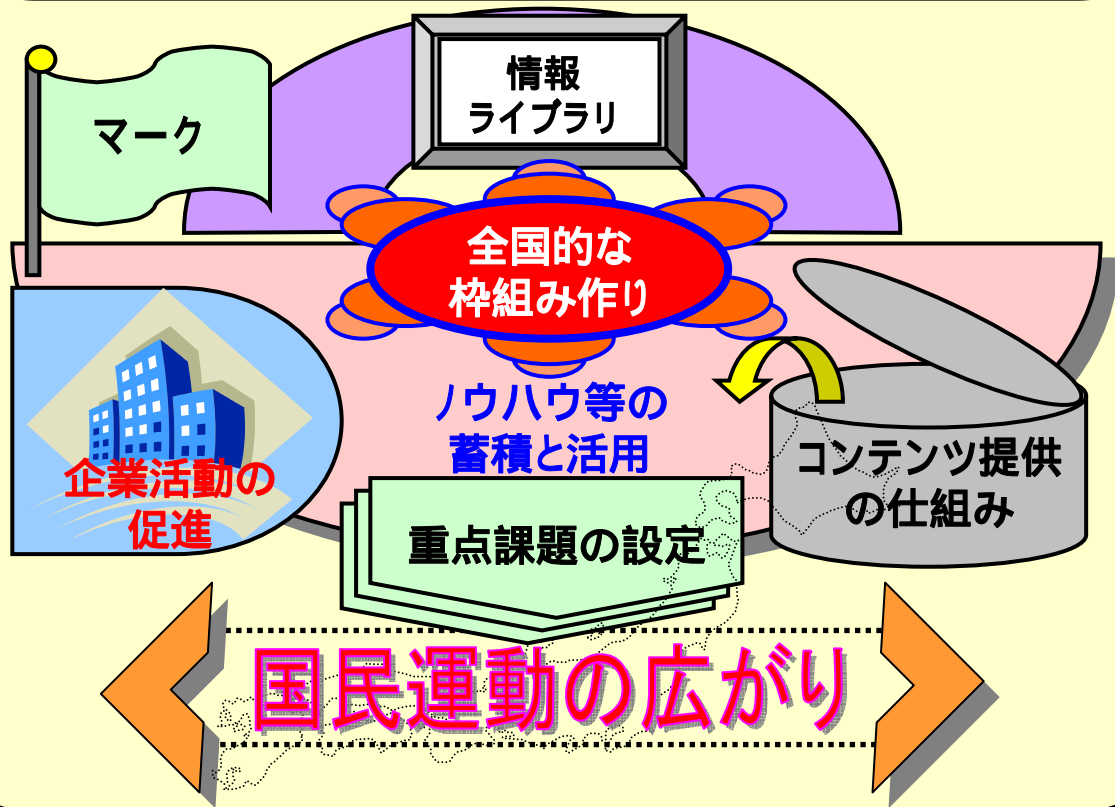 情報
ライブラリ
マーク
全国的な
枠組み作り
ノウハウ等の
蓄積と活用
企業活動の
促進
コンテンツ提供
の仕組み
重点課題の設定
国民運動の広がり